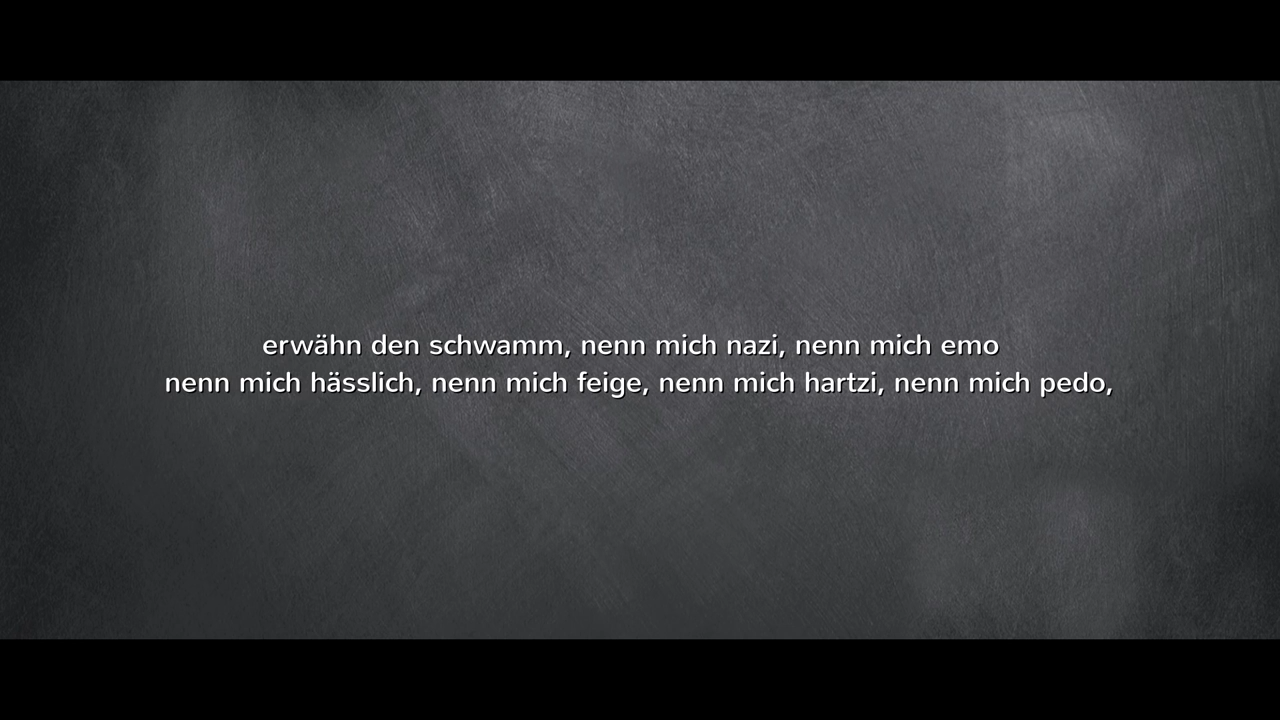 erwähn den schwamm, nenn mich nazi, nenn mich emo
nenn mich hässlich, nenn mich feige, nenn mich hartzi, nenn mich pedo,